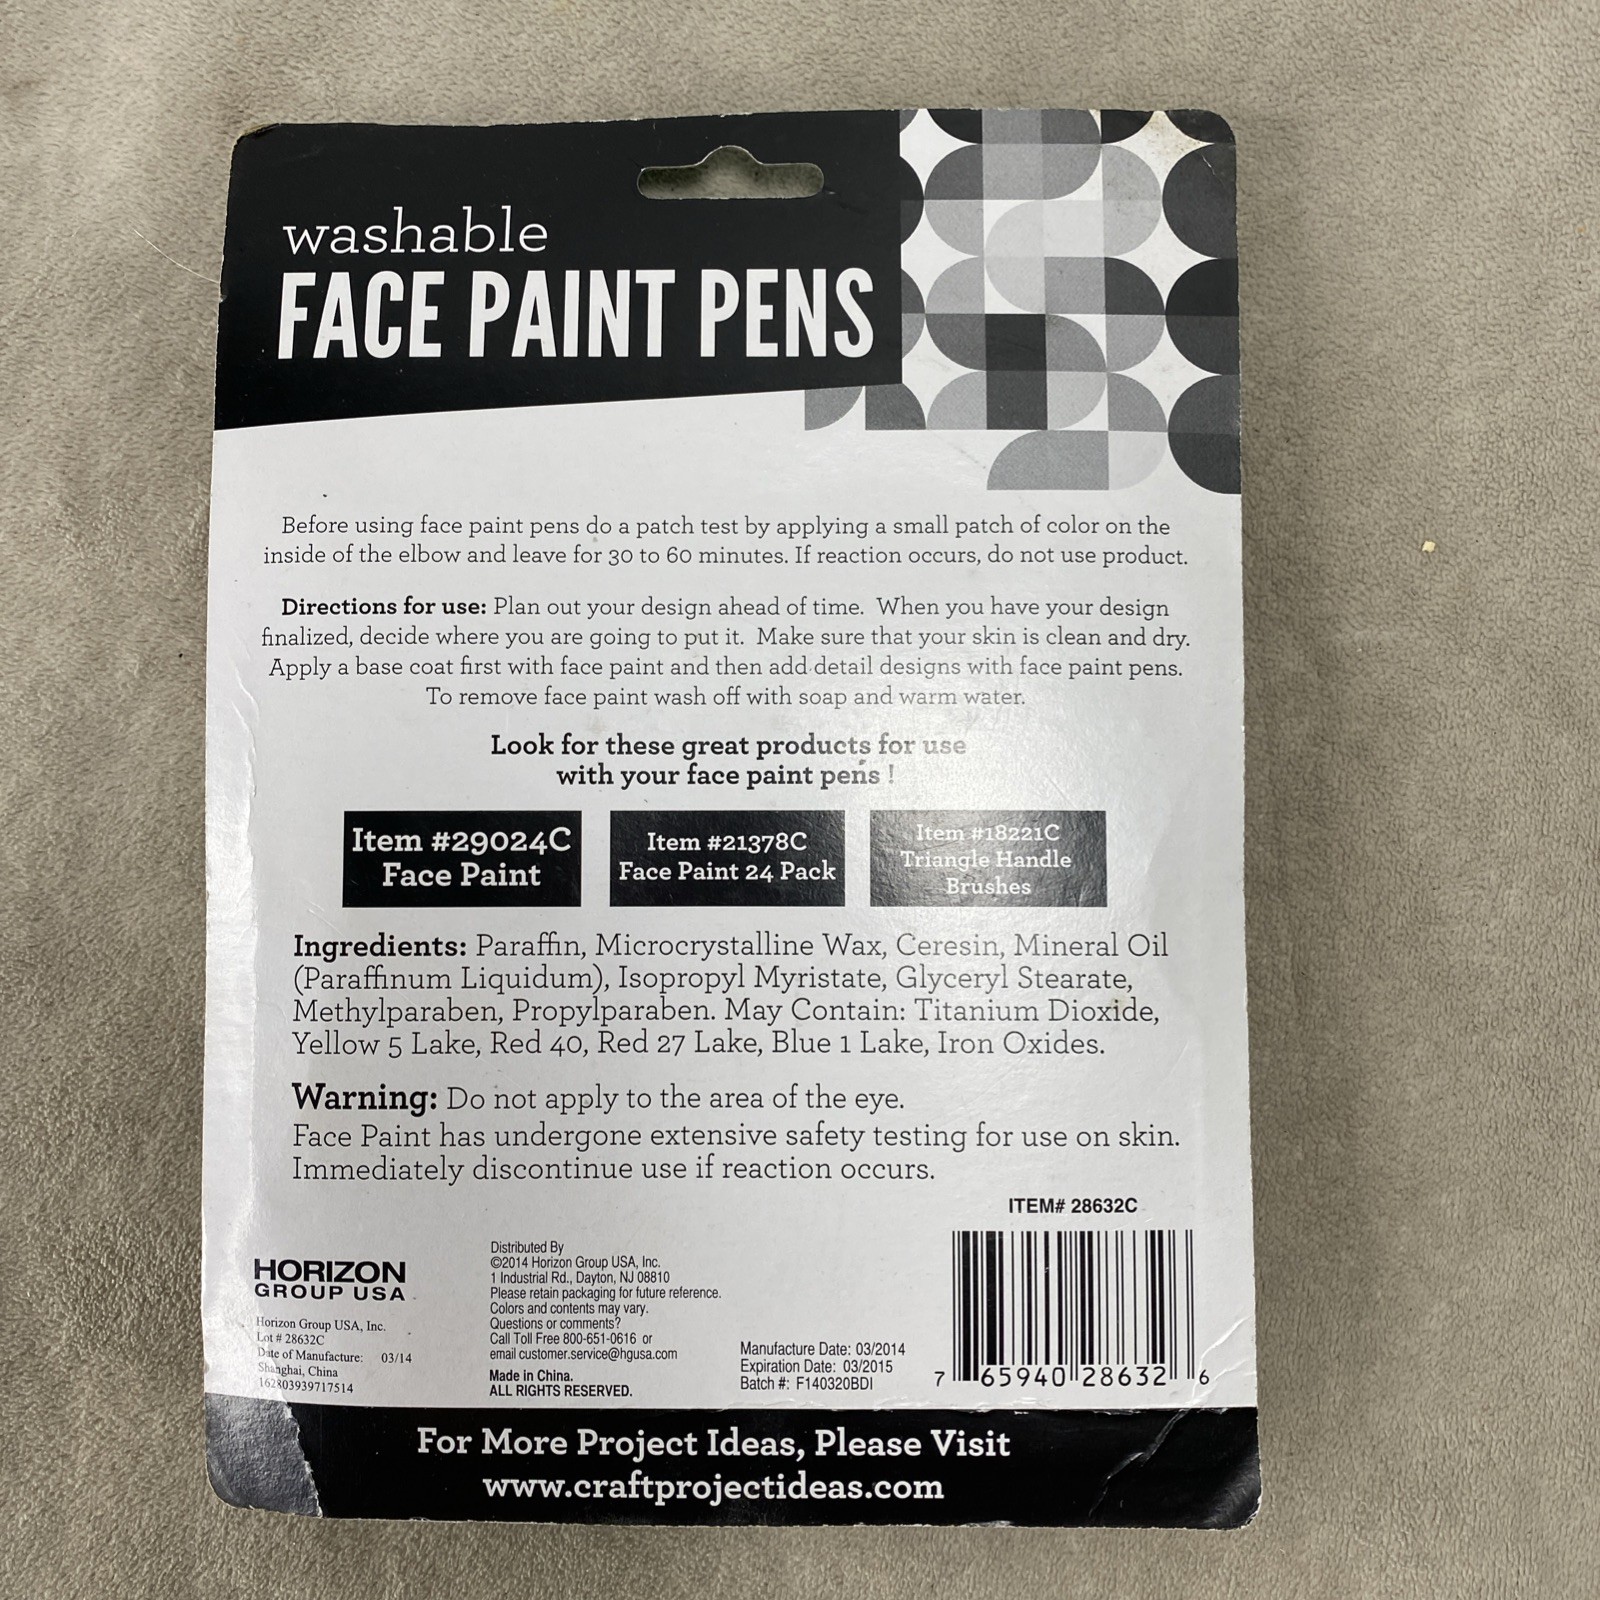 washable
FACE PAINT PENS
Before using face paint pens do a patch test by applying a small patch of color on the
inside of the elbow and leave for 30 to 60 minutes. If reaction occurs, do not use product.
Directions for use: Plan out your design ahead of time. When you have your design
finalized, decide where you are going to put it. Make sure that your skin is clean and dry.
Apply a base coat first with face paint and then add detail designs with face paint pens.
To remove face paint wash off with soap and warm water.
Look for these great products for use
with your face paint pens !
Item #29024C
Face Paint
Item #21378C
Face Paint 24 Pack
Item #18221C
Triangle Handle
Brushes
Ingredients: Paraffin, Microcrystalline Wax, Ceresin, Mineral Oil
(Paraffinum Liquidum), Isopropyl Myristate, Glyceryl Stearate,
Methylparaben, Propylparaben. May Contain: Titanium Dioxide,
Yellow 5 Lake, Red 40, Red 27 Lake, Blue 1 Lake, Iron Oxides.
Warning: Do not apply to the area of the eye.
Face Paint has undergone extensive safety testing for use on skin.
Immediately discontinue use if reaction occurs.
HORIZON
GROUP USA
Horizon Group USA, Inc.
Lot # 28632C
Date of Manufacture: 03/14
Shanghai, China
162803939717514
Distributed By
©2014 Horizon Group USA, Inc.
1 Industrial Rd., Dayton, NJ 08810
Please retain packaging for future reference.
Colors and contents may vary.
Questions or comments?
Call Toll Free 800-651-0616 or
email customer.service@hgusa.com
Made in China.
ALL RIGHTS RESERVED.
Manufacture Date: 03/2014
Expiration Date: 03/2015
Batch #: F140320BDI
ITEM# 28632C
7 65940 28632 6
For More Project Ideas, Please Visit
www.craftprojectideas.com